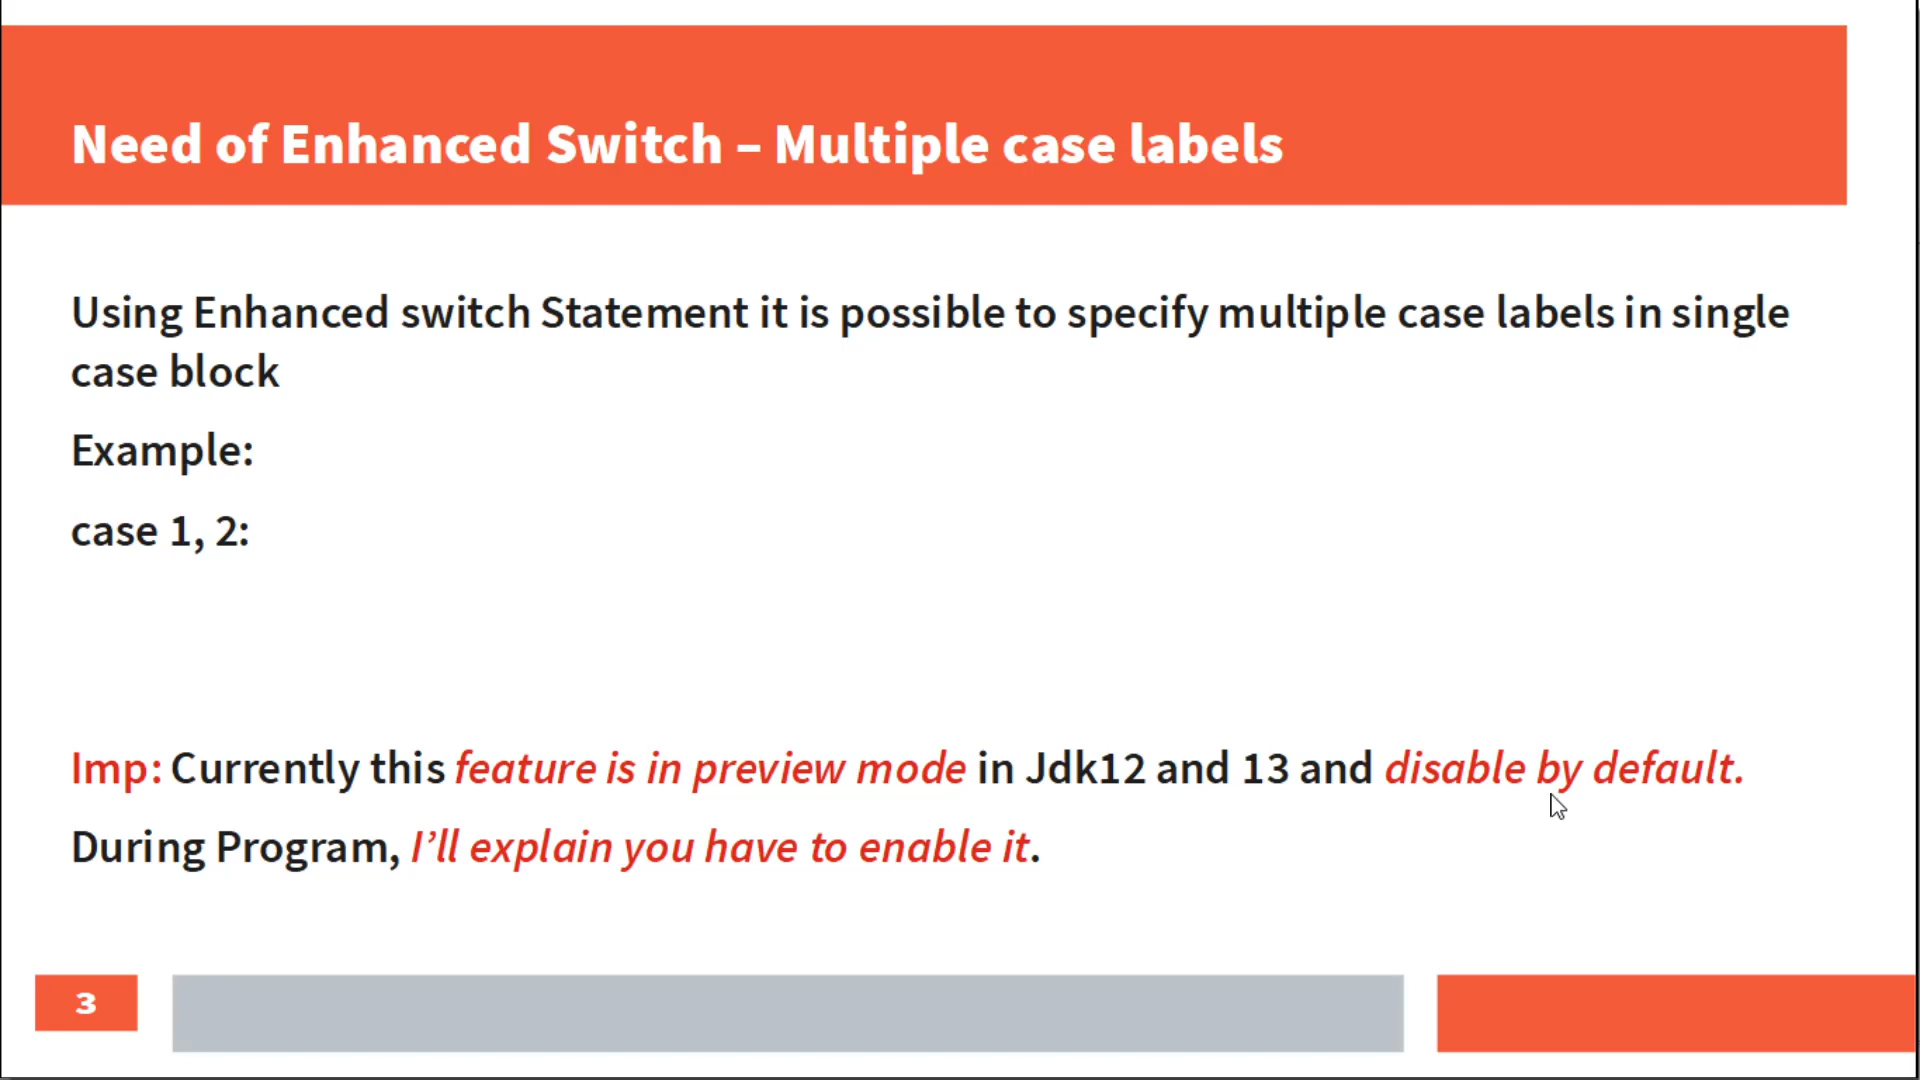 Need of Enhanced Switch – Multiple case labels
Using Enhanced switch Statement it is possible to specify multiple case labels in single
case block
Example:
case 1, 2:
Imp: Currently this feature is in preview mode in Jdk12 and 13 and disable by default.
During Program, I’ll explain you have to enable it.
3